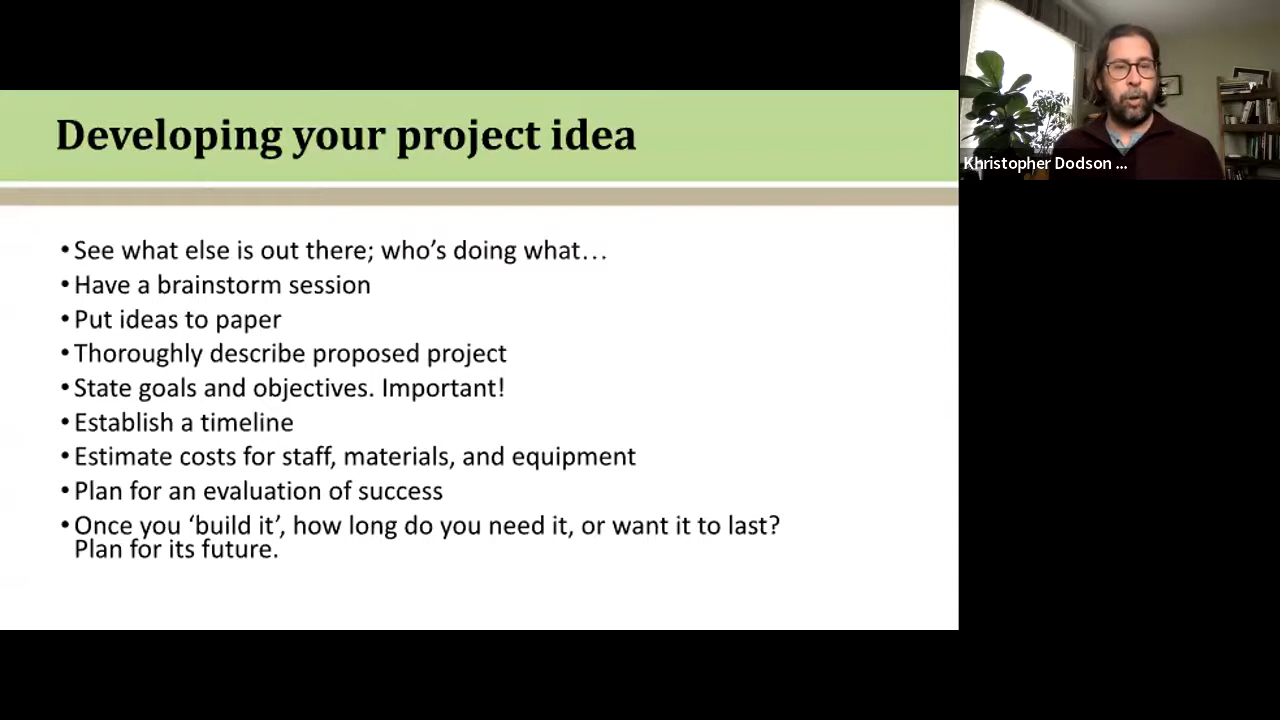 Developing your project idea
Khristopher Dodson ...
•See what else is out there; who’s doing what…
•Have a brainstorm session
•Put ideas to paper
•Thoroughly describe proposed project
•State goals and objectives. Important!
•Establish a timeline
•Estimate costs for staff, materials, and equipment
•Plan for an evaluation of success
•Once you ‘build it’, how long do you need it, or want it to last?
Plan for its future.